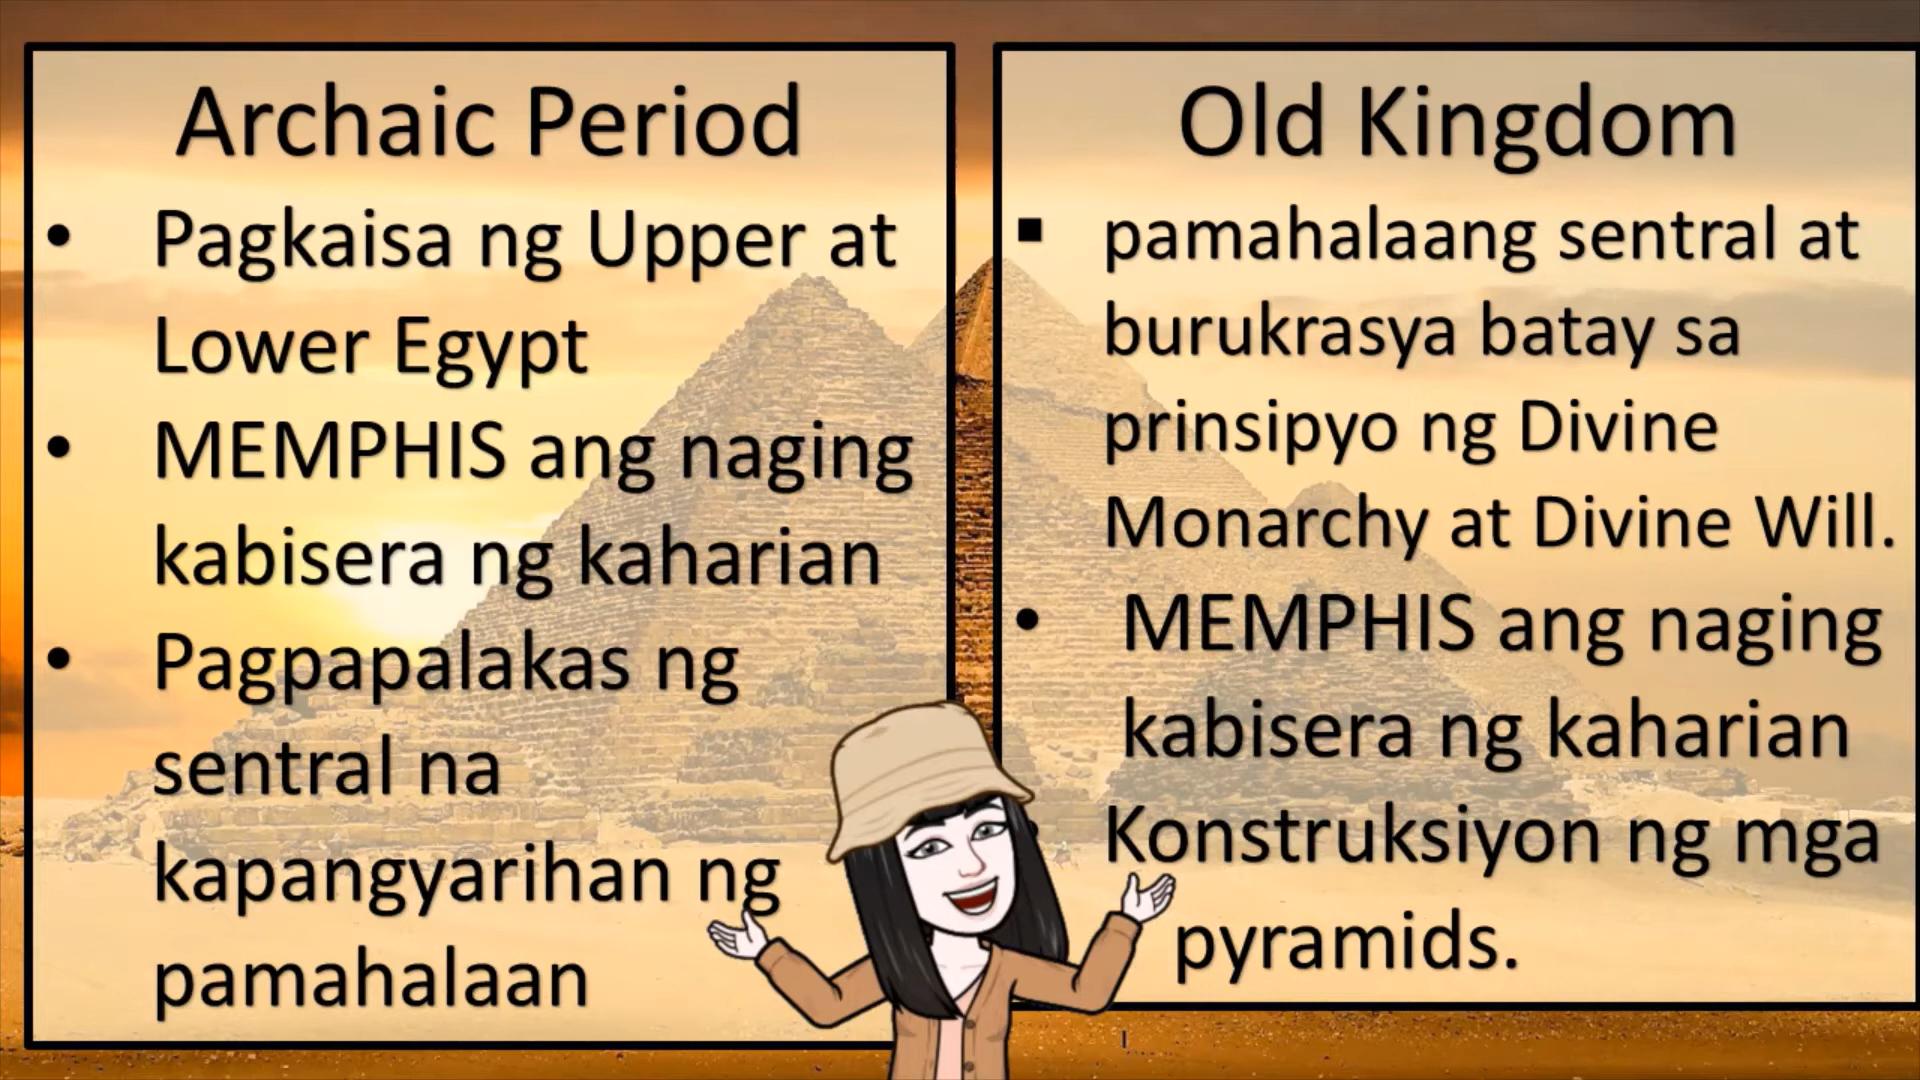 Archaic Period
• Pagkaisa ng Upper at
Lower Egypt
• MEMPHIS ang naging
kabisera ng kaharian
• Pagpapalakas ng
sentral na
kapangyarihan ng
pamahalaan
Old Kingdom
▪ pamahalaang sentral at
burukrasya batay sa
prinsipyo ng Divine
Monarchy at Divine Will.
• MEMPHIS ang naging
kabisera ng kaharian
Konstruksiyon ng mga
pyramids.